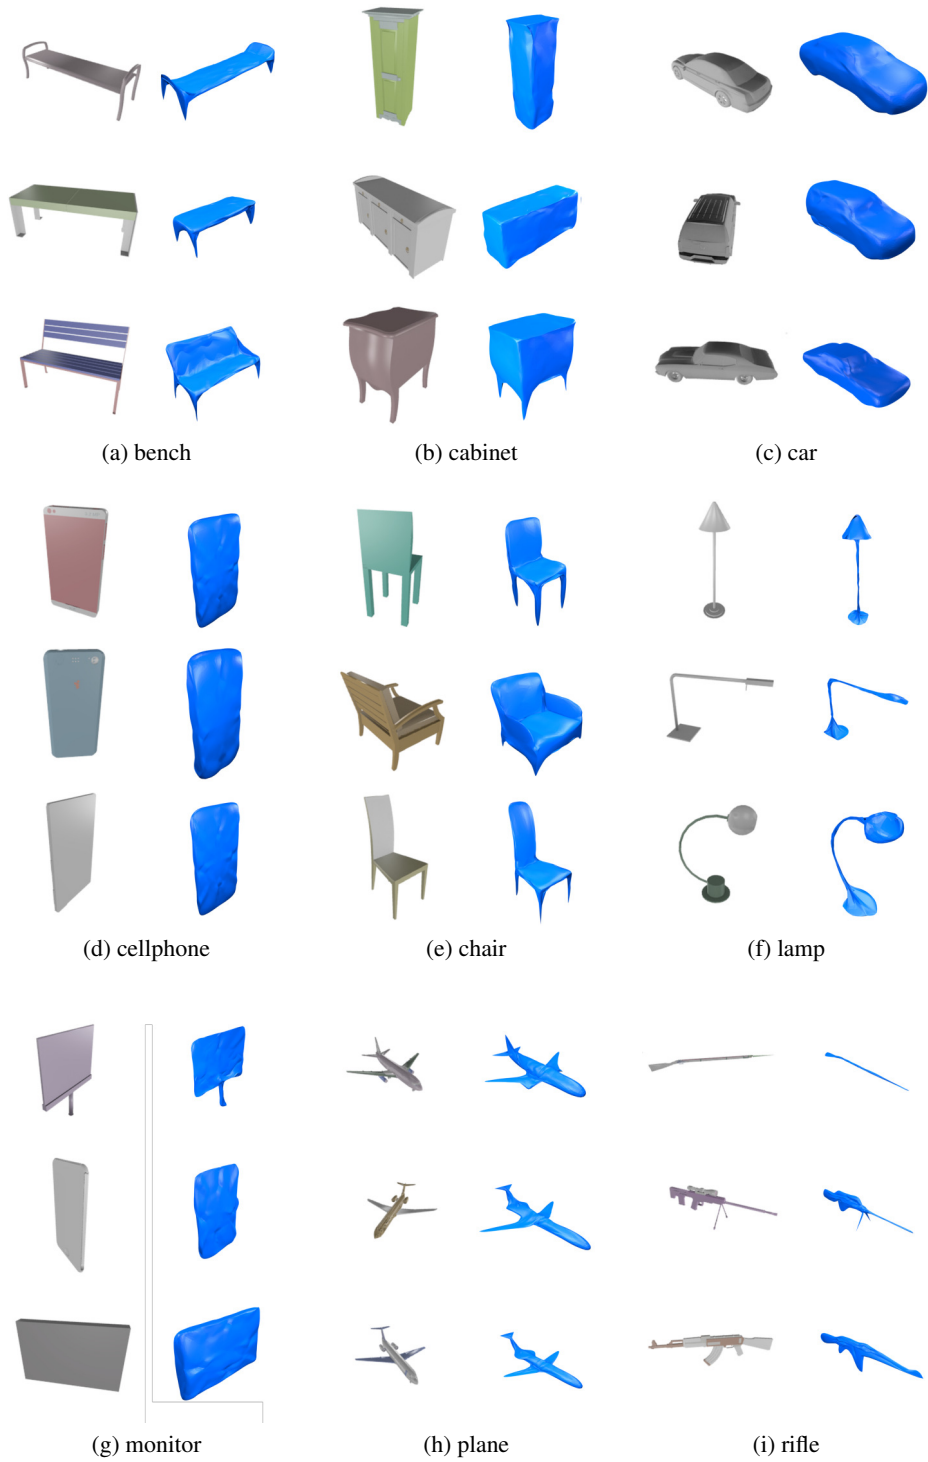 (a) bench
(b) cabinet
(c) car
(d) cellphone
(e) chair
(f) lamp
(g) monitor
(h) plane
(i) rifle